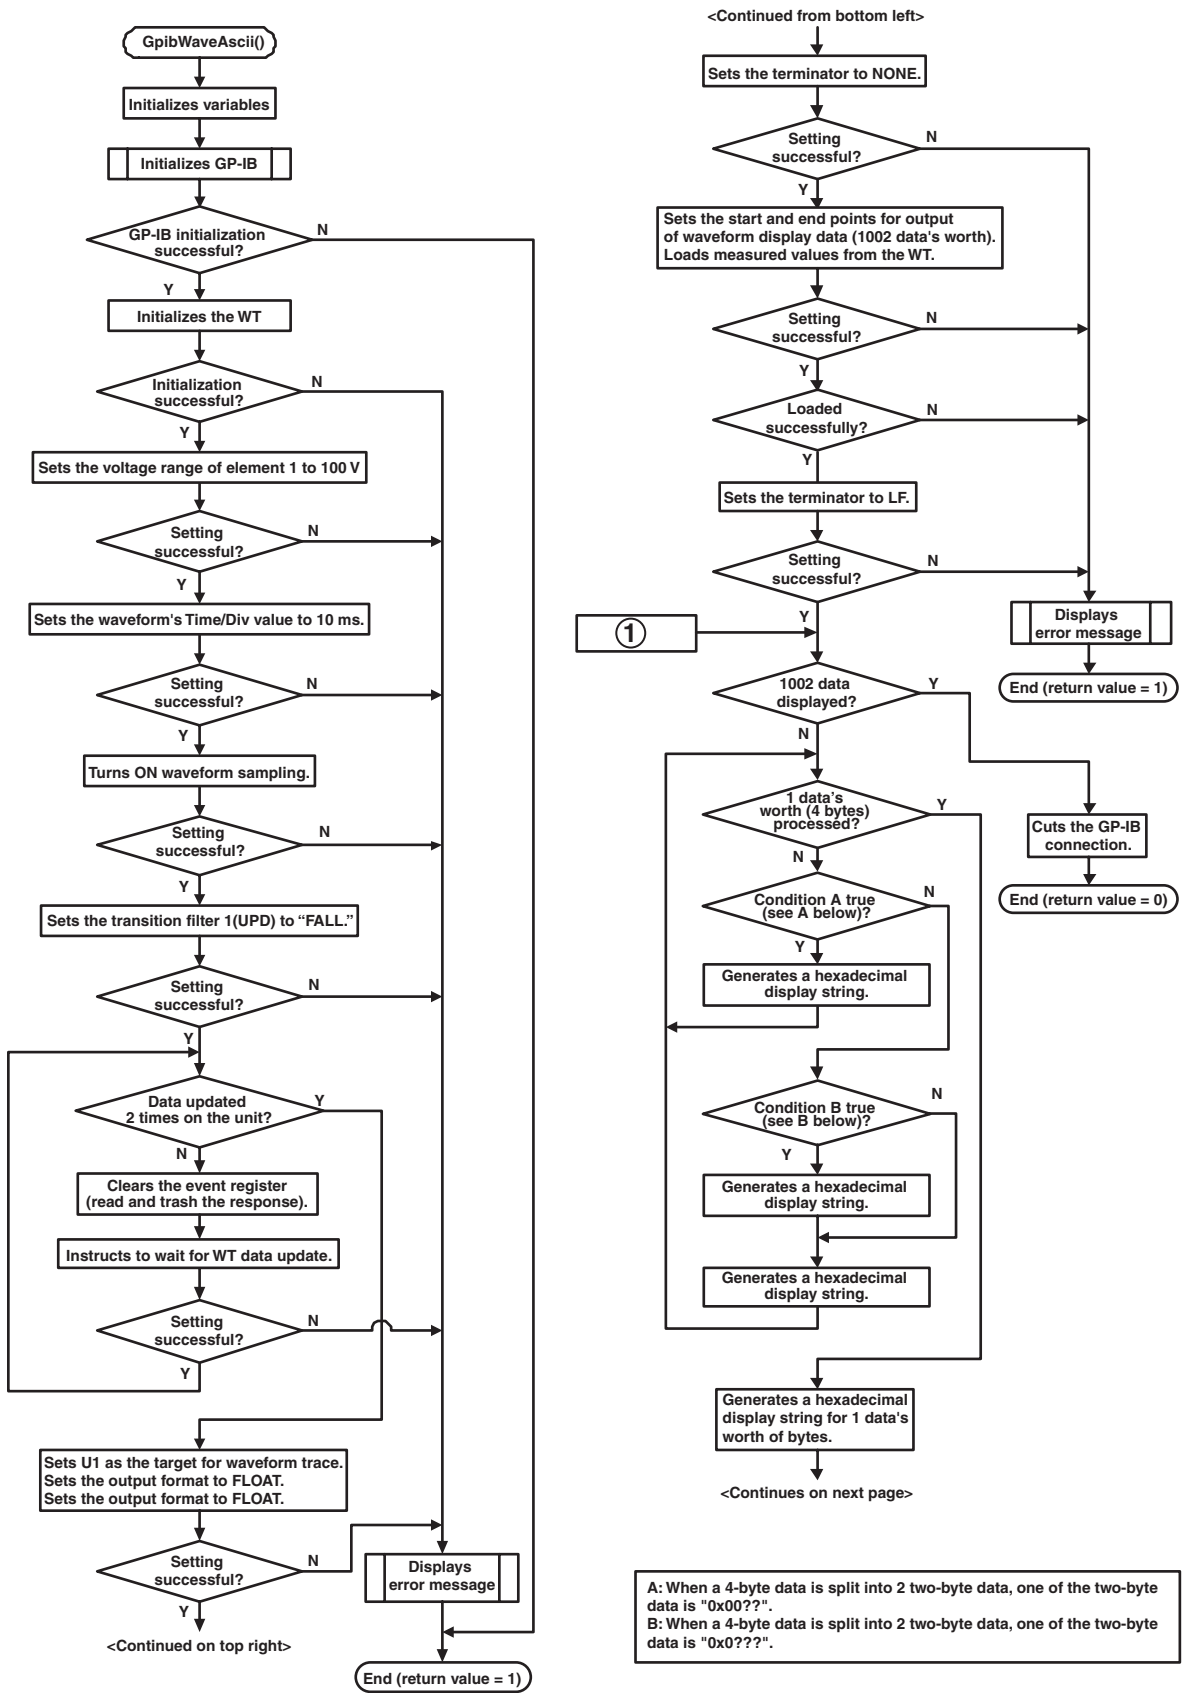 GpibWaveAscii()
Initializes variables
Initializes GP-IB
GP-IB initialization
successful?
N
Y
Initializes the WT
Initialization
successful?
N
Y
Sets the voltage range of element 1 to 100 V
Setting
successful?
N
Y
Sets the waveform's Time/Div value to 10 ms.
Setting
successful?
N
Y
Turns ON waveform sampling.
Setting
successful?
N
Y
Sets the transition filter 1(UPD) to “FALL.”
Setting
successful?
N
Y
Data updated
2 times on the unit?
Y
N
Clears the event register
(read and trash the response).
Instructs to wait for WT data update.
Setting
successful?
N
Y
Sets U1 as the target for waveform trace.
Sets the output format to FLOAT.
Sets the output format to FLOAT.
Setting
successful?
N
Y
<Continued on top right>
Displays
error message
End (return value = 1)
<Continued from bottom left>
Sets the terminator to NONE.
Setting
successful?
N
Y
Sets the start and end points for output
of waveform display data (1002 data's worth).
Loads measured values from the WT.
Setting
successful?
N
Y
Loaded
successfully?
N
Y
Sets the terminator to LF.
Setting
successful?
N
Y
Displays
error message
End (return value = 1)
①
1002 data
displayed?
Y
N
1 data's
worth (4 bytes)
processed?
Y
N
Cuts the GP-IB
connection.
End (return value = 0)
Condition A true
(see A below)?
N
Y
Generates a hexadecimal
display string.
Condition B true
(see B below)?
N
Y
Generates a hexadecimal
display string.
Generates a hexadecimal
display string.
Generates a hexadecimal
display string for 1 data's
worth of bytes.
<Continues on next page>
A: When a 4-byte data is split into 2 two-byte data, one of the two-byte
data is "0x00??".
B: When a 4-byte data is split into 2 two-byte data, one of the two-byte
data is "0x0???".